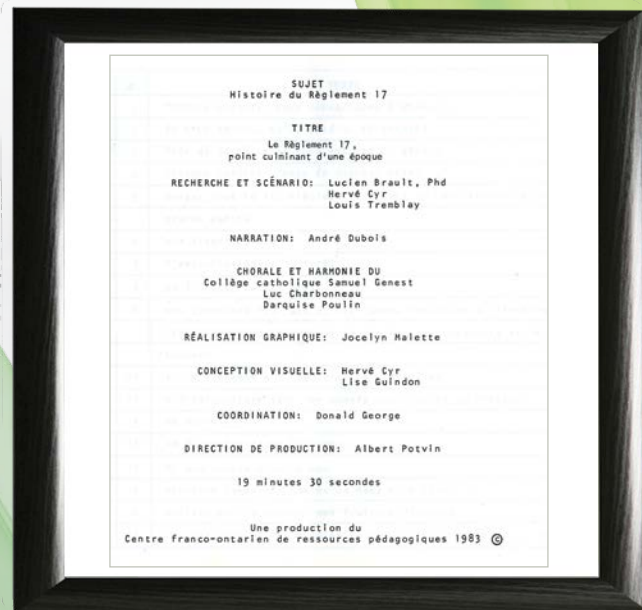 SUJET
Histoire du Règlement 17
TITRE
Le Règlement 17,
point culminant d'une époque
RECHERCHE ET SCÉNARIO: Lucien Brault, Phd
Hervé Cyr
Louis Tremblay
NARRATION: André Dubois
CHORALE ET HARMONIE DU
Collège catholique Samuel Genest
Luc Charbonneau
Darquise Poulin
RÉALISATION GRAPHIQUE: Jocelyn Malette
CONCEPTION VISUELLE: Hervé Cyr
Lise Guindon
COORDINATION: Donald George
DIRECTION DE PRODUCTION: Albert Potvin
19 minutes 30 secondes
Une production du
Centre franco-ontarien de ressources pédagogiques 1983 ©